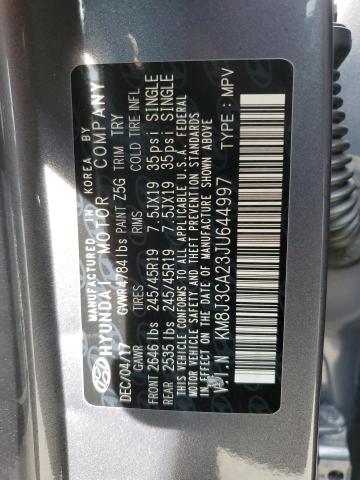 MANUFACTURED IN KOREA BY
HYUNDAI MOTOR COMPANY
DEC/04/17 GVWR 4784 lbs PAINT Z5G TRIM TRY
GAWR TIRES RIMS COLD TIRE INFL.
FRONT 2646 lbs 245/45R19 7.5JX19 35psi SINGLE
REAR 2535 lbs 245/45R19 7.5JX19 35psi SINGLE
THIS VEHICLE CONFORMS TO ALL APPLICABLE U.S.A. FEDERAL
MOTOR VEHICLE SAFETY AND THEFT PREVENTION STANDARDS
IN EFFECT ON THE DATE OF MANUFACTURE SHOWN ABOVE.
V.I.N KM8J3CA23JU644997 TYPE: MPV